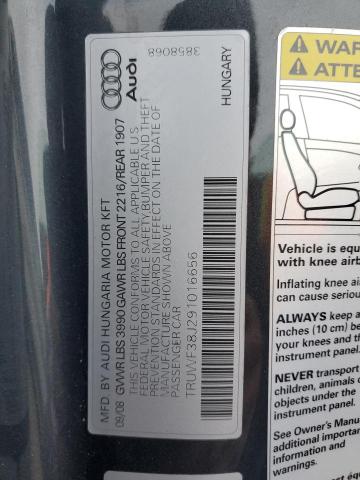 3858068
Audi
HUNGARY
MFD. BY AUDI HUNGARIA MOTOR KFT
09/08 GWWR LBS 3990 GAWR LBS FRONT 2216/REAR 1907
THIS VEHICLE CONFORMS TO ALL APPLICABLE U S
FEDERAL MOTOR VEHICLE SAFETY, BUMPER AND THEFT
PREVENTION STANDARDS IN EFFECT ON THE DATE OF
MANUFACTURE SHOWN ABOVE
PASSENGER CAR
TRUWF38J291016656
WAR
ATTE
Vehicle is equ
with knee airb
Inflating knee ai
can cause seriou
ALWAYS keep a
inches (10 cm) be
your knees and th
instrument panel.
NEVER transport
children, animals o
objects under the
instrument panel.
See Owner's Manu
additional importan
information and
warnings.